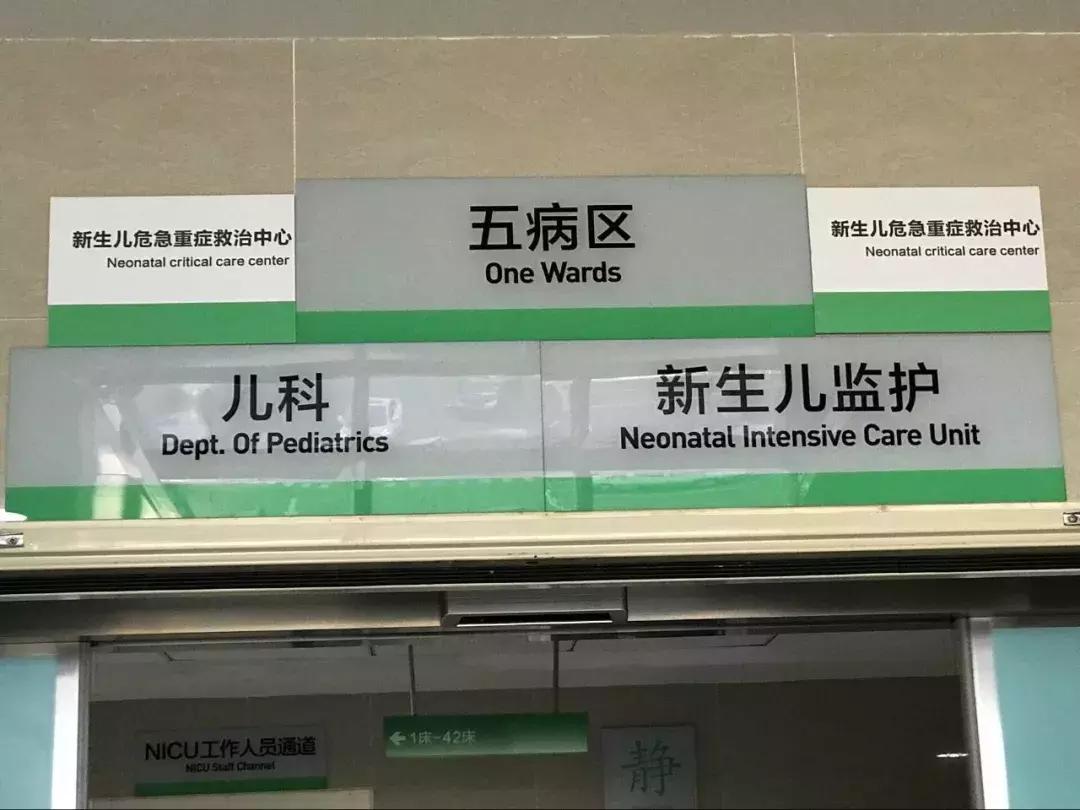 新生儿危急重症救治中心
Neonatal critical care center
五病区
One Wards
新生儿危急重症救治中心
Neonatal critical care center
儿科
Dept. Of Pediatrics
新生儿监护
Neonatal Intensive Care Unit
NICU工作人员通道
NICU Staff Channel
←1床-42床
静